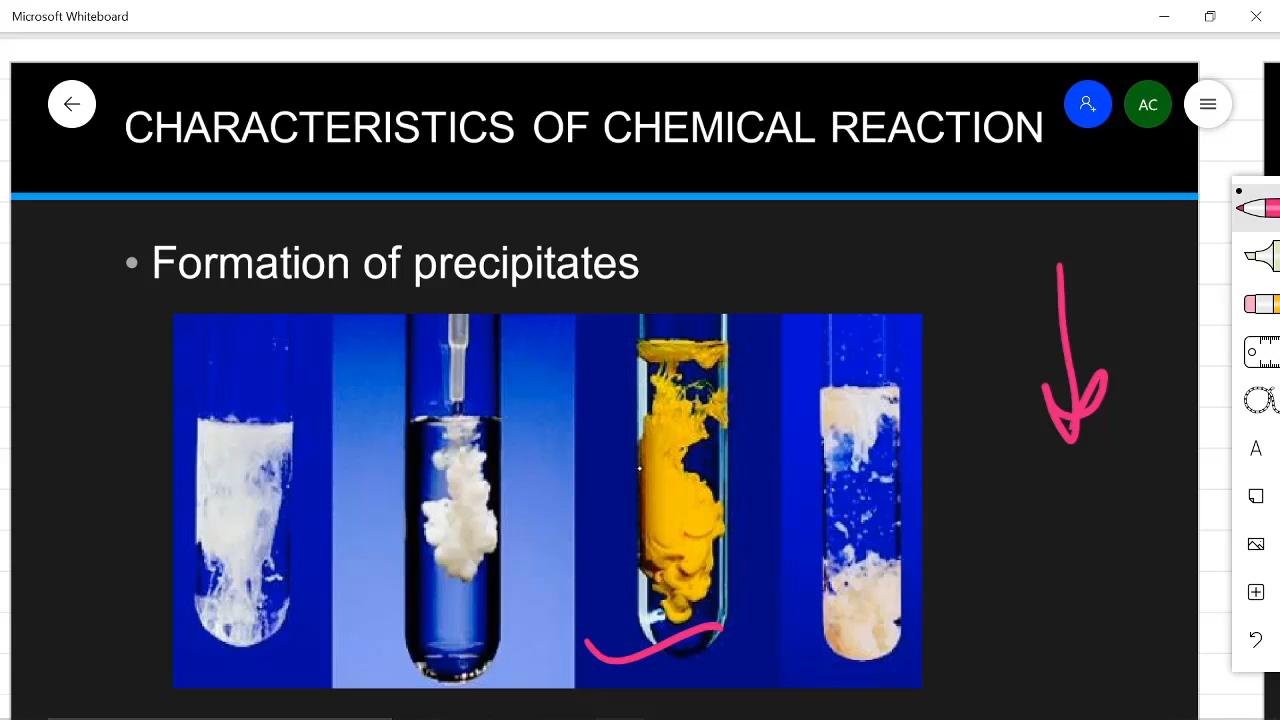 Microsoft Whiteboard
CHARACTERISTICS OF CHEMICAL REACTION
AC
• Formation of precipitates
A